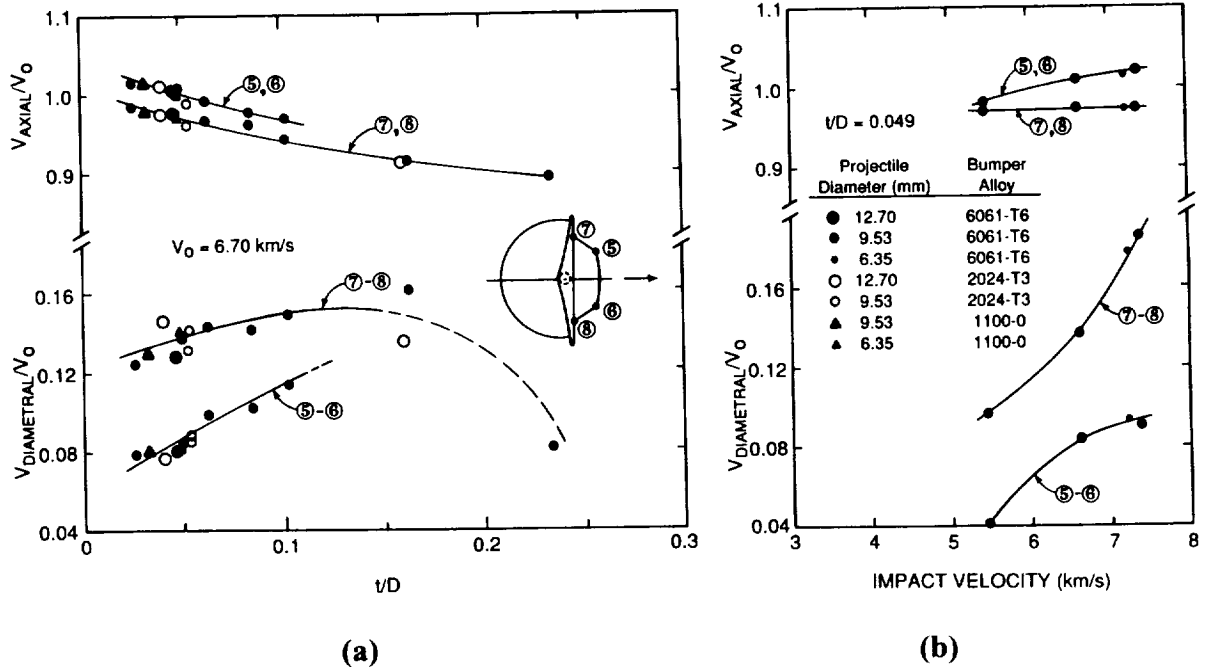 1.1
V_AXIAL/V_O
1.0
0.9
⑤,⑥
⑦,⑧
V_O = 6.70 km/s
⑦
⑤
⑥
⑧
V_DIAMETRAL/V_O
0.16
0.12
0.08
0.04
⑦-⑧
⑤-⑥
0
0.1
0.2
0.3
t/D
(a)
1.1
V_AXIAL/V_O
1.0
0.9
⑤,⑥
⑦,⑧
t/D = 0.049
Projectile Bumper
Diameter (mm) Alloy
12.70 6061-T6
9.53 6061-T6
6.35 6061-T6
12.70 2024-T3
9.53 2024-T3
9.53 1100-0
6.35 1100-0
V_DIAMETRAL/V_O
0.16
0.12
0.08
0.04
⑦-⑧
⑤-⑥
3 4 5 6 7 8
IMPACT VELOCITY (km/s)
(b)